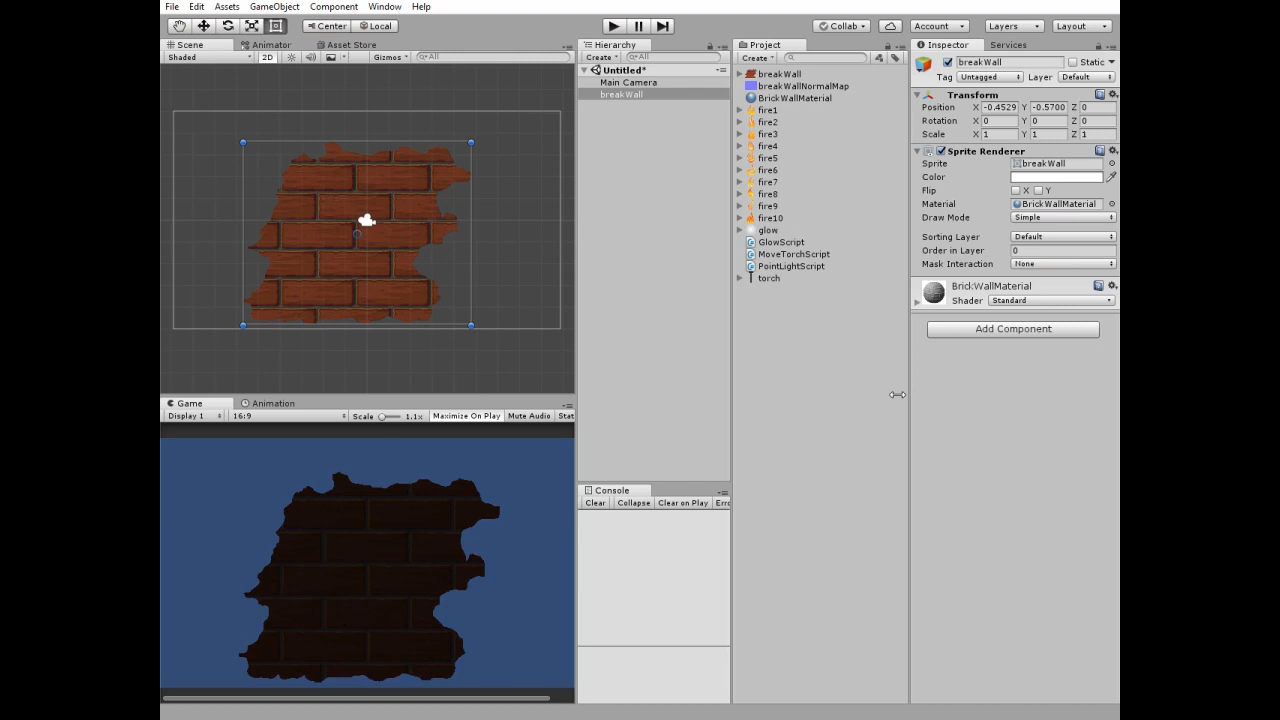 File Edit Assets GameObject Component Window Help
Center Local Collab Account Layers Layout
Scene Animator Asset Store
Shaded 2D Gizmos All
Hierarchy
Create All
Untitled*
Main Camera
breakWall
Project
Create
breakWall
breakWallNormalMap
BrickWallMaterial
fire1
fire2
fire3
fire4
fire5
fire6
fire7
fire8
fire9
fire10
glow
GlowScript
MoveTorchScript
PointLightScript
torch
Inspector Services
breakWall Static
Tag Untagged Layer Default
Transform
Position X -0.4529 Y -0.5700 Z 0
Rotation X 0 Y 0 Z 0
Scale X 1 Y 1 Z 1
Sprite Renderer
Sprite breakWall
Color
Flip X Y
Material BrickWallMaterial
Draw Mode Simple
Sorting Layer Default
Order in Layer 0
Mask Interaction None
BrickWallMaterial
Shader Standard
Add Component
Game Animation
Display 1 16:9 Scale 1.1x Maximize On Play Mute Audio Stat
Console
Clear Collapse Clear on Play Erro